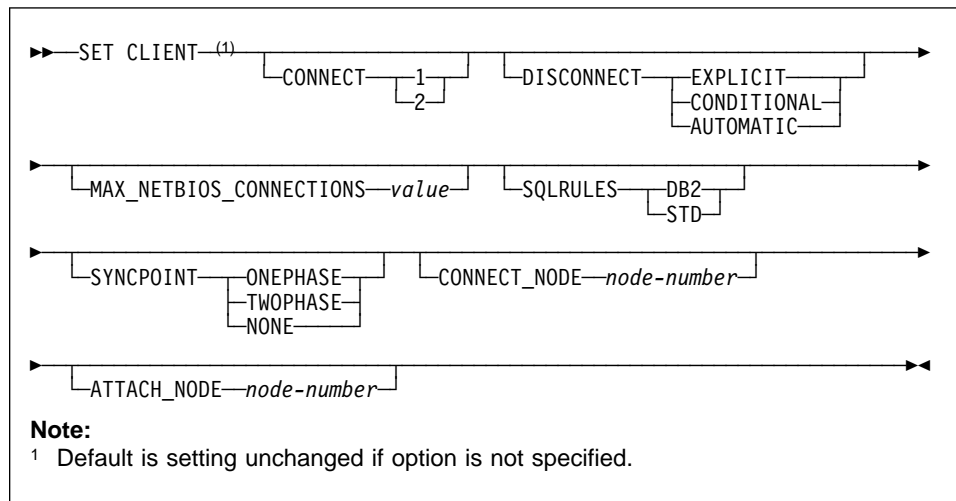 SET CLIENT (1)
CONNECT 1 DISCONNECT EXPLICIT
2 CONDITIONAL
AUTOMATIC
MAX_NETBIOS_CONNECTIONS value SQLRULES DB2
STD
SYNCPOINT ONEPHASE CONNECT_NODE node-number
TWOPHASE
NONE
ATTACH_NODE node-number
Note:
1 Default is setting unchanged if option is not specified.